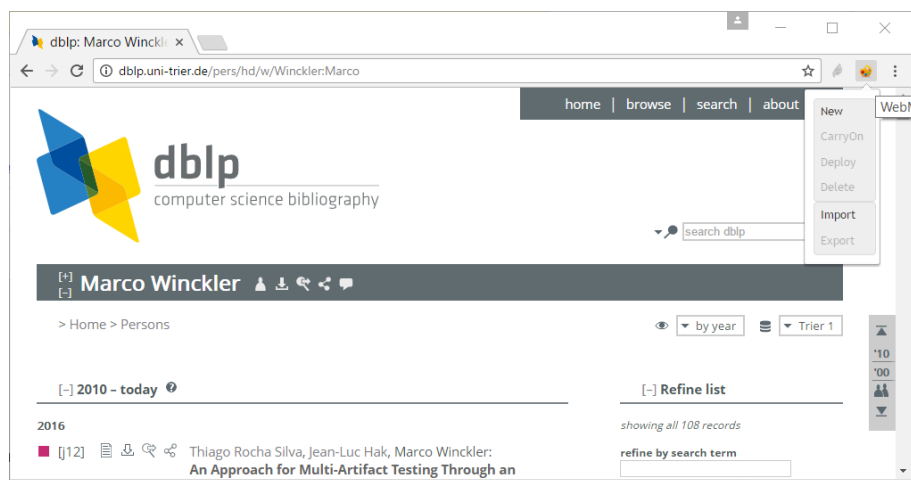 dblp: Marco Winckl
dblp.uni-trier.de/pers/hd/w/Winckler:Marco
home | browse | search | about
New
CarryOn
Deploy
Delete
Import
Export
WebM
dblp
computer science bibliography
search dblp
[+]
[-] Marco Winckler
> Home > Persons
by year
Trier 1
'10
'00
[-] 2010 – today ?
[-] Refine list
2016
showing all 108 records
[j12] Thiago Rocha Silva, Jean-Luc Hak, Marco Winckler:
An Approach for Multi-Artifact Testing Through an
refine by search term